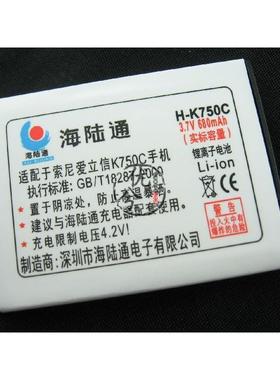 海陆通
海陆通
H-K750C
3.7V 680mAh
(实标容量)
锂离子电池
Li-ion
适配于索尼爱立信K750C手机
执行标准: GB/T18287-2000
置于阴凉处,防止
建议与海陆通充电器配套使用
充电限制电压4.2V!
警告
制造商: 深圳市海陆通电子有限公司